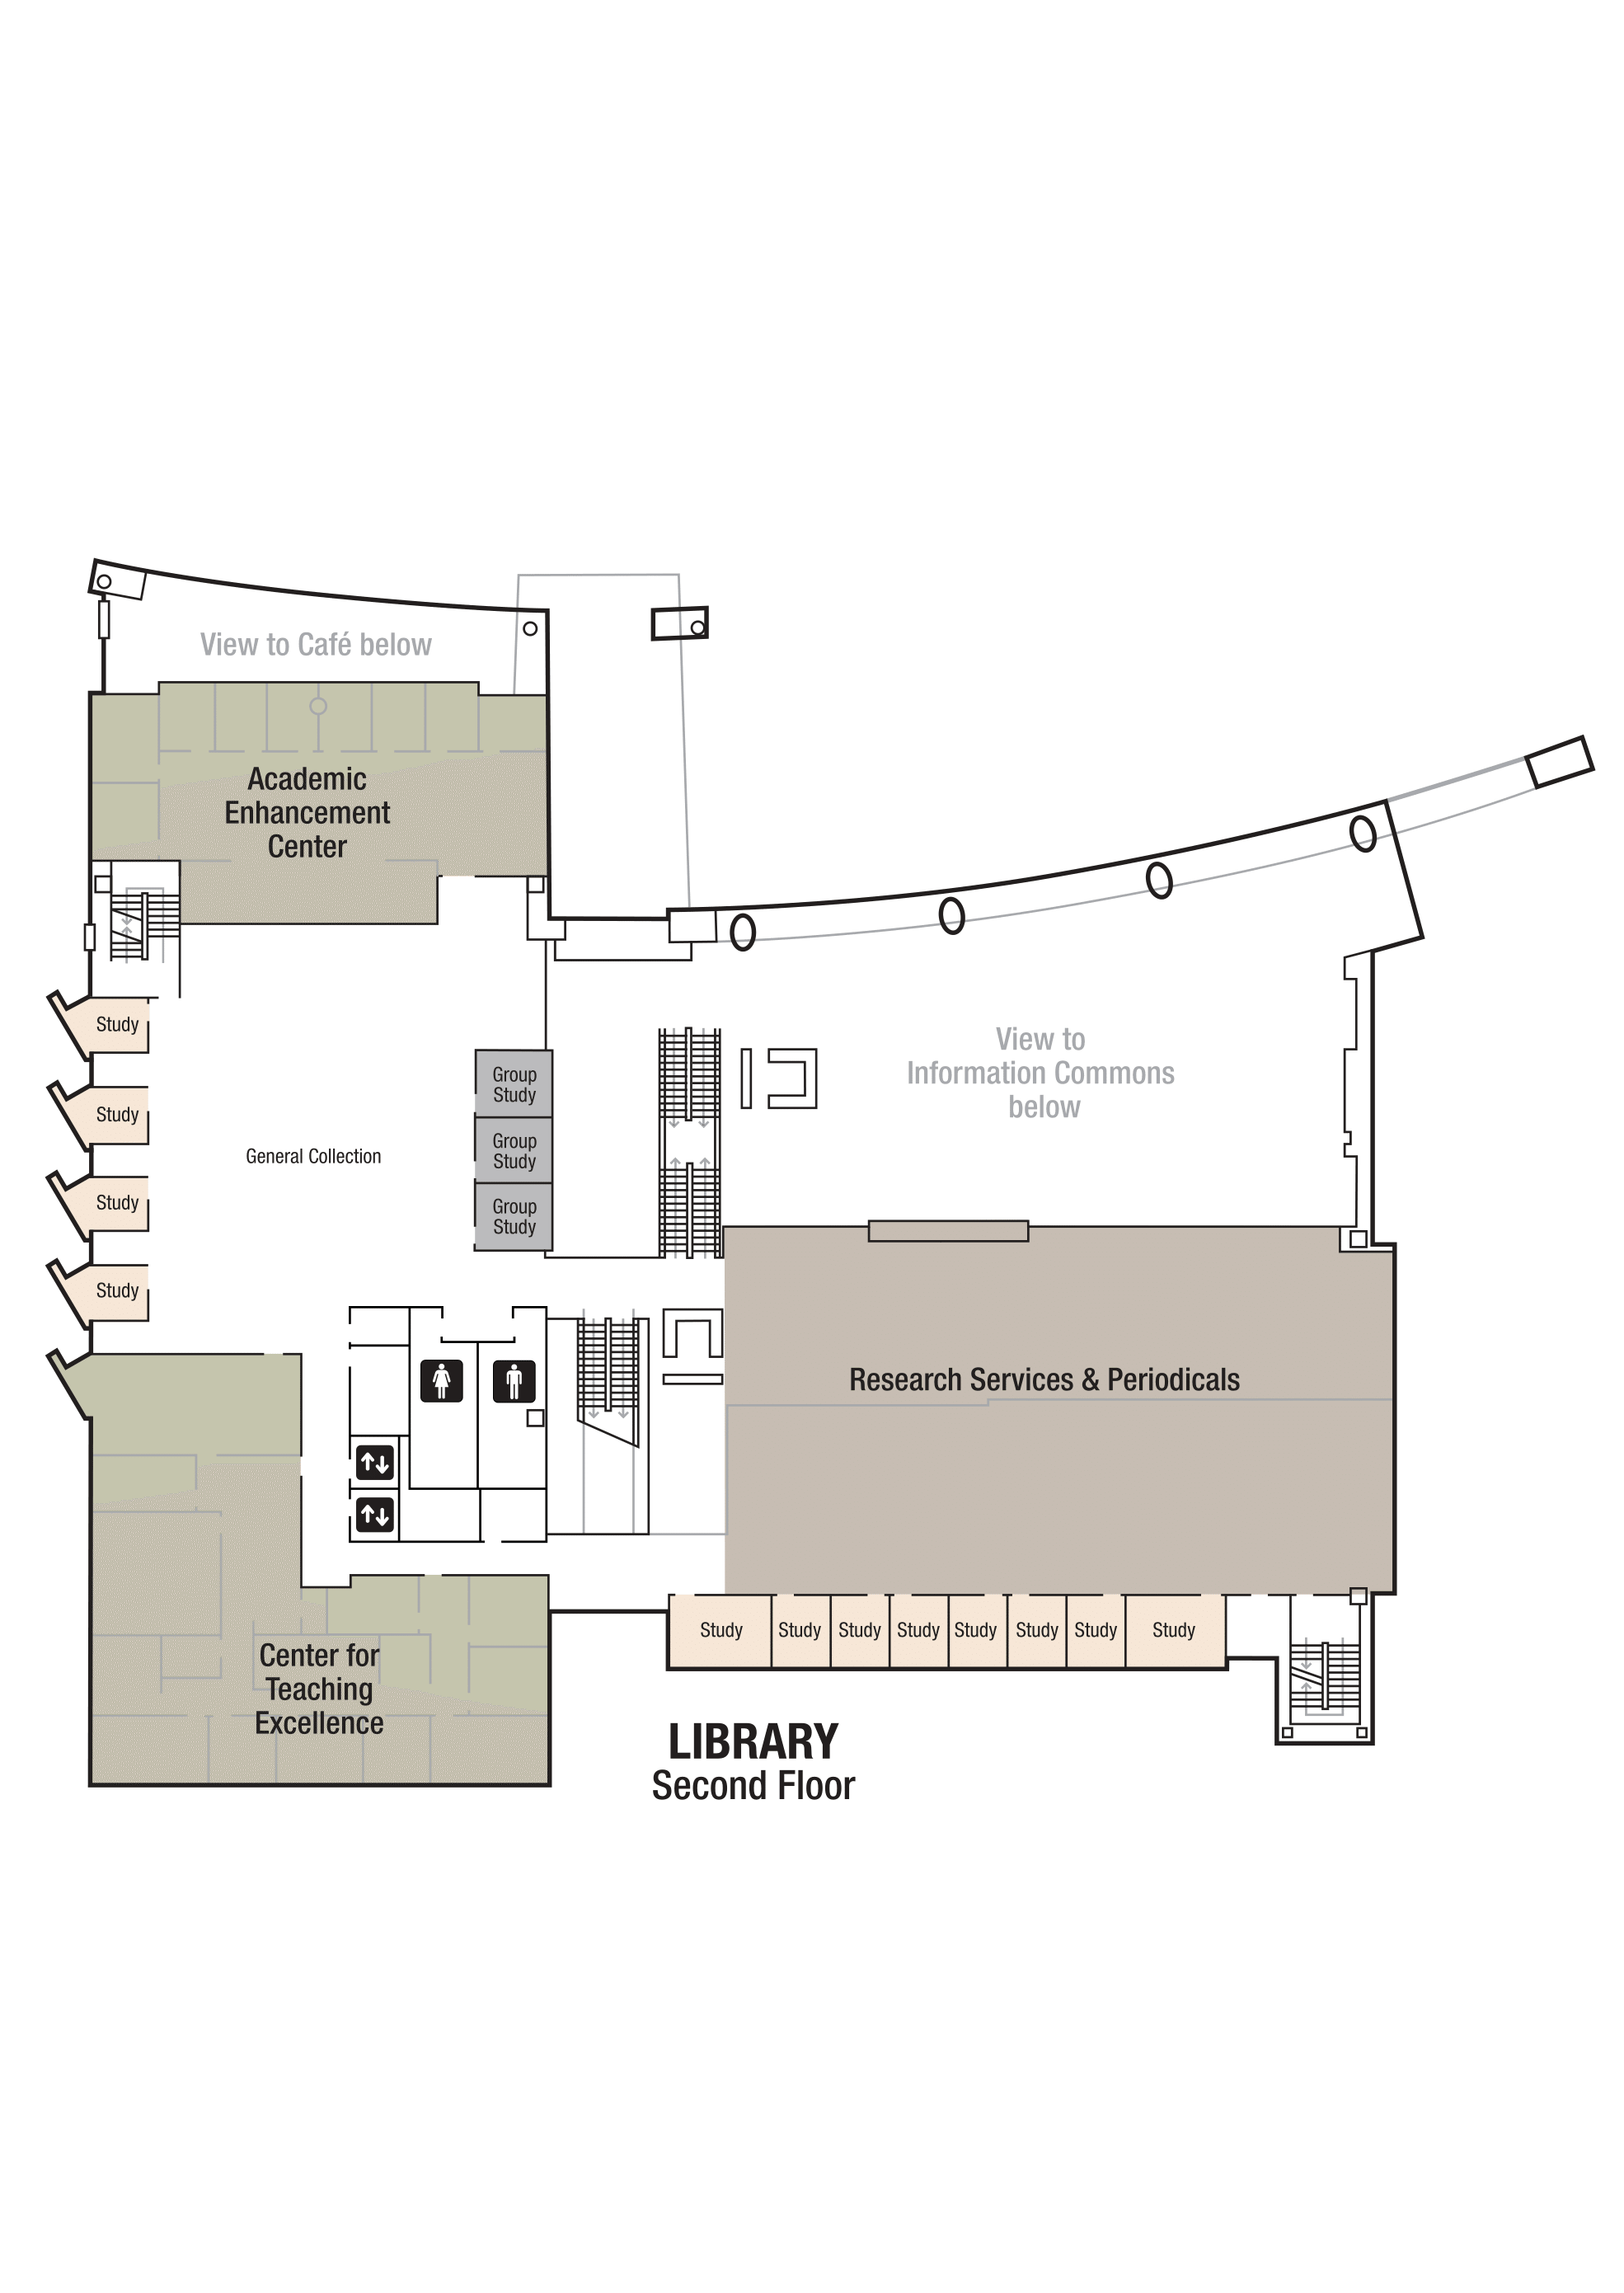 View to Café below
Academic
Enhancement
Center
Study
Study
Study
Study
General Collection
Group
Study
Group
Study
Group
Study
View to
Information Commons
below
Research Services & Periodicals
Study
Study
Study
Study
Study
Study
Study
Study
Center for
Teaching
Excellence
LIBRARY
Second Floor